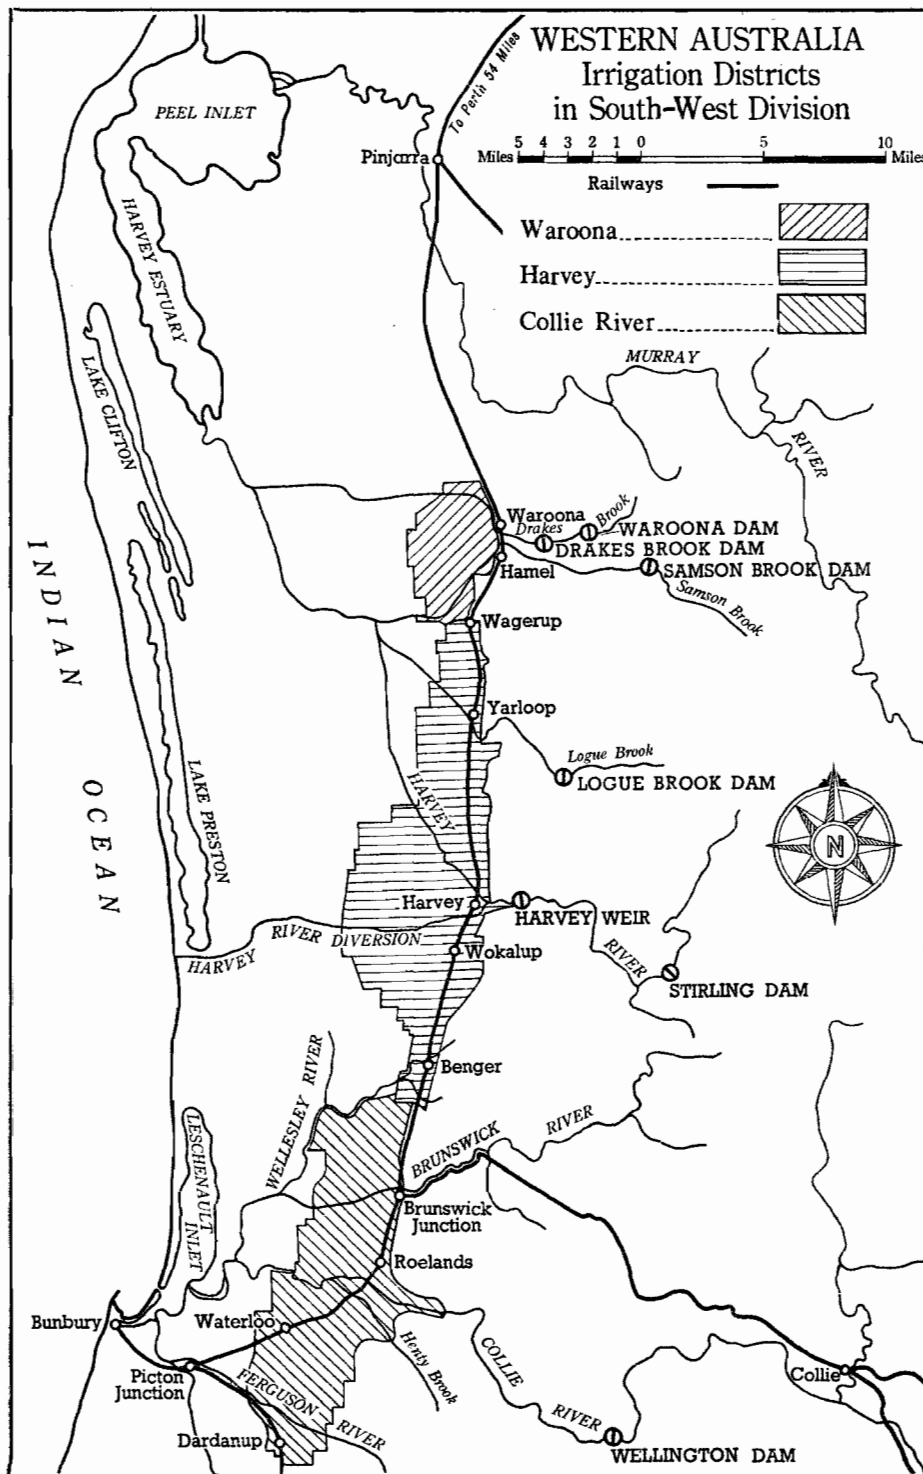 WESTERN AUSTRALIA
Irrigation Districts
in South-West Division
To Perth 54 Miles
Miles 5 4 3 2 1 0 5 10 Miles
Railways
Waroona
Harvey
Collie River
PEEL INLET
Pinjarra
HARVEY ESTUARY
LAKE CLIFTON
MURRAY
RIVER
Waroona
Drakes
Brook
WAROONA DAM
DRAKES BROOK DAM
Hamel
SAMSON BROOK DAM
Samson Brook
INDIAN
OCEAN
Wagerup
Yarloop
Logue Brook
LOGUE BROOK DAM
LAKE PRESTON
HARVEY
N
Harvey
HARVEY WEIR
HARVEY
RIVER DIVERSION
Wokalup
RIVER
STIRLING DAM
Benger
WELLESLEY RIVER
BRUNSWICK
RIVER
LESCHENAULT
INLET
Brunswick
Junction
Roelands
Bunbury
Waterloo
Picton
Junction
Henty Brook
COLLIE
RIVER
Collie
FERGUSON
RIVER
Dardanup
WELLINGTON DAM